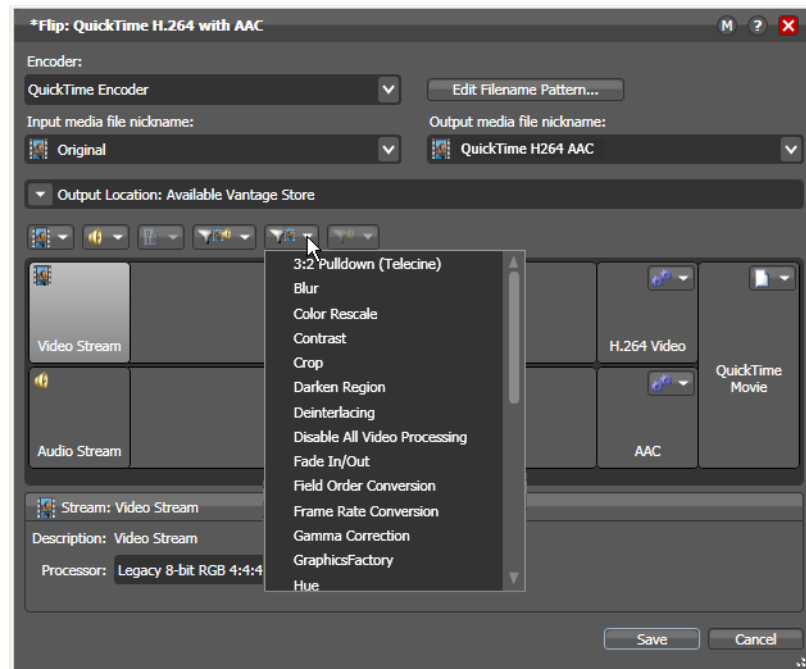 *Flip: QuickTime H.264 with AAC
M ?
Encoder:
QuickTime Encoder
Edit Filename Pattern...
Input media file nickname:
Output media file nickname:
Original
QuickTime H264 AAC
Output Location: Available Vantage Store
3:2 Pulldown (Telecine)
Blur
Color Rescale
Contrast
Crop
Darken Region
Deinterlacing
Disable All Video Processing
Fade In/Out
Field Order Conversion
Frame Rate Conversion
Gamma Correction
GraphicsFactory
Hue
Video Stream
H.264 Video
QuickTime
Movie
Audio Stream
AAC
Stream: Video Stream
Description: Video Stream
Processor: Legacy 8-bit RGB 4:4:4
Save
Cancel